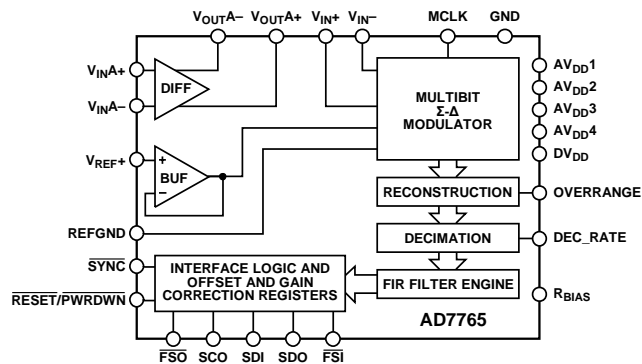 VOUTA– VOUTA+ VIN+ VIN– MCLK GND
VINA+
VINA–
DIFF
VREF+
+
–
BUF
REFGND
SYNC
RESET/PWRDWN
MULTIBIT
Σ-Δ
MODULATOR
RECONSTRUCTION
DECIMATION
FIR FILTER ENGINE
INTERFACE LOGIC AND
OFFSET AND GAIN
CORRECTION REGISTERS
AVDD1
AVDD2
AVDD3
AVDD4
DVDD
OVERRANGE
DEC_RATE
RBIAS
AD7765
FSO SCO SDI SDO FSI